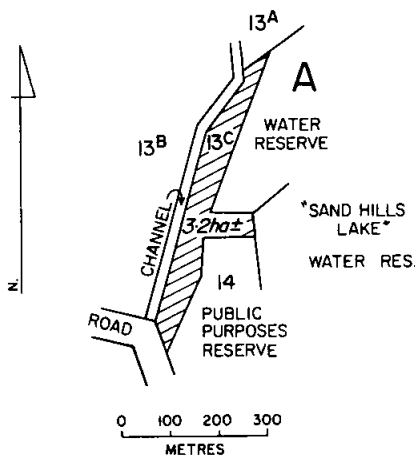 13A
A
13B
13C
WATER
RESERVE
CHANNEL
3·2ha±
"SAND HILLS
LAKE"
WATER RES.
14
PUBLIC
PURPOSES
RESERVE
ROAD
N.
0 100 200 300
METRES